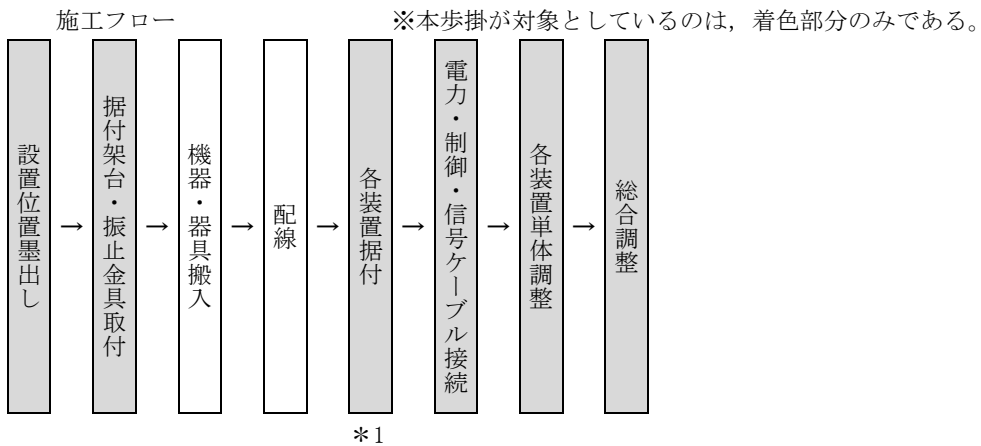 施工フロー
※本歩掛が対象としているのは，着色部分のみである。
設置位置墨出し
→
据付架台・振止金具取付
→
機器・器具搬入
→
配線
→
各装置据付
→
電力・制御・信号ケーブル接続
→
各装置単体調整
→
総合調整
＊1